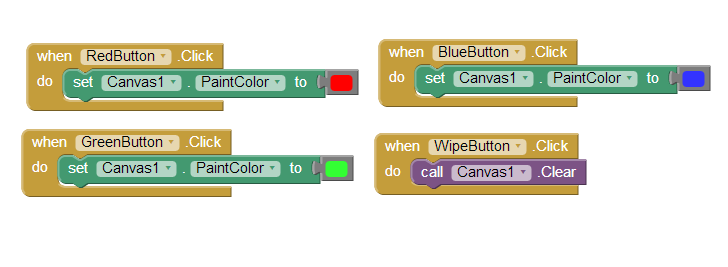 when RedButton .Click
do set Canvas1 . PaintColor to
when BlueButton .Click
do set Canvas1 . PaintColor to
when GreenButton .Click
do set Canvas1 . PaintColor to
when WipeButton .Click
do call Canvas1 .Clear